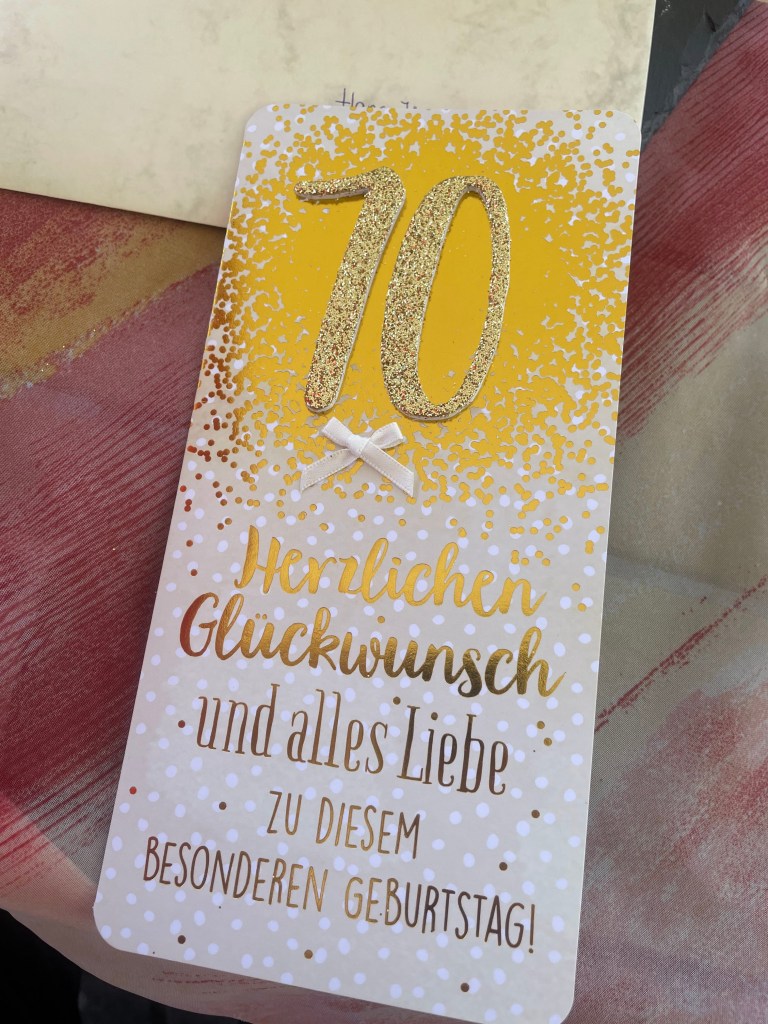 70
Herzlichen
Glückwunsch
und alles Liebe
ZU DIESEM
BESONDEREN GEBURTSTAG!